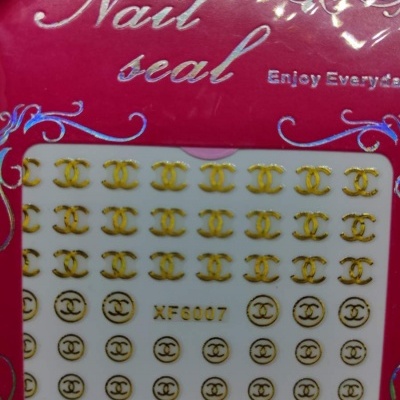 Nail
seal
Enjoy Everyda
XF6007